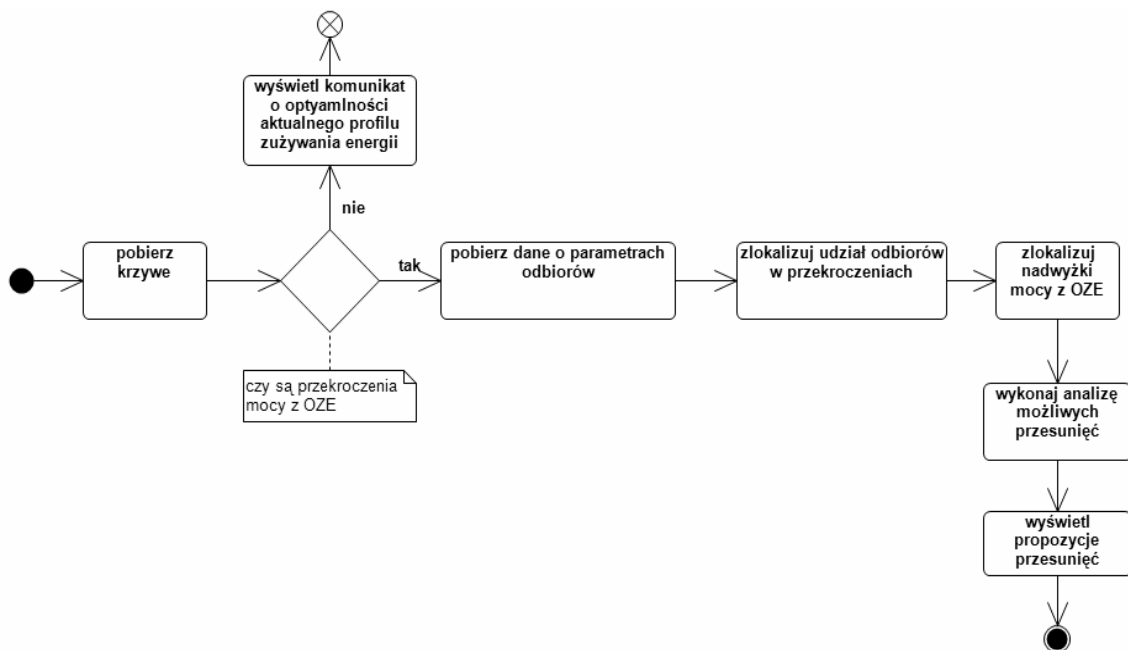 wyświetl komunikat
o optyamlności
aktualnego profilu
zużywania energii
nie
pobierz
krzywe
tak
pobierz dane o parametrach
odbiorów
zlokalizuj udział odbiorów
w przekroczeniach
zlokalizuj
nadwyżki
mocy z OZE
czy są przekroczenia
mocy z OZE
wykonaj analizę
możliwych
przesunięć
wyświetl
propozycje
przesunięć